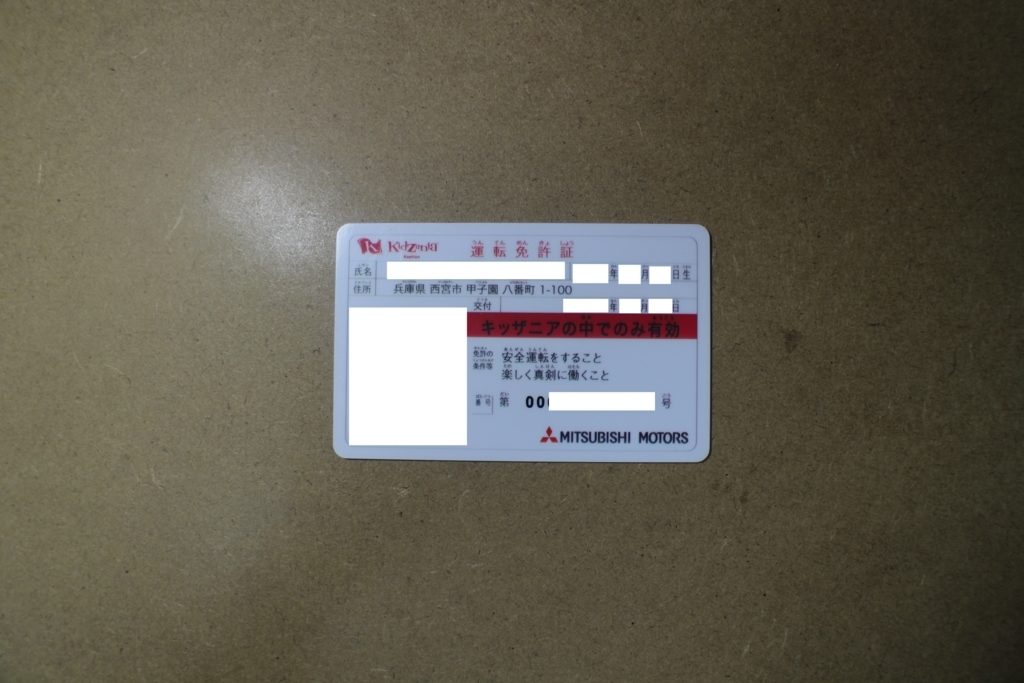 KidZania 運転免許証
氏名 年 月 日生
住所 兵庫県 西宮市 甲子園 八番町 1-100
交付 年 月 日
キッザニアの中でのみ有効
免許の条件等 安全運転をすること
楽しく真剣に働くこと
番号 第 00 号
MITSUBISHI MOTORS